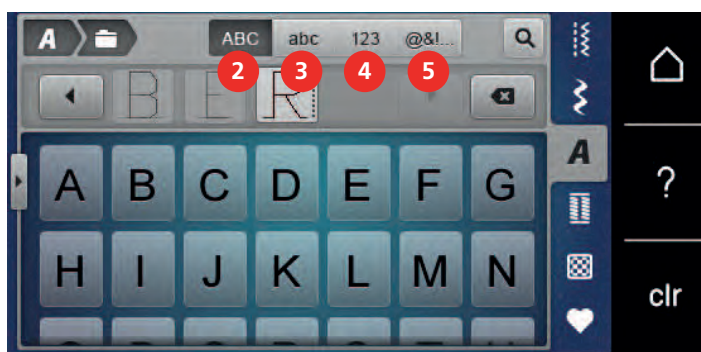 A ABC abc 123 @&!...
2 3 4 5
B E R
A
A B C D E F G
?
H I J K L M N
clr